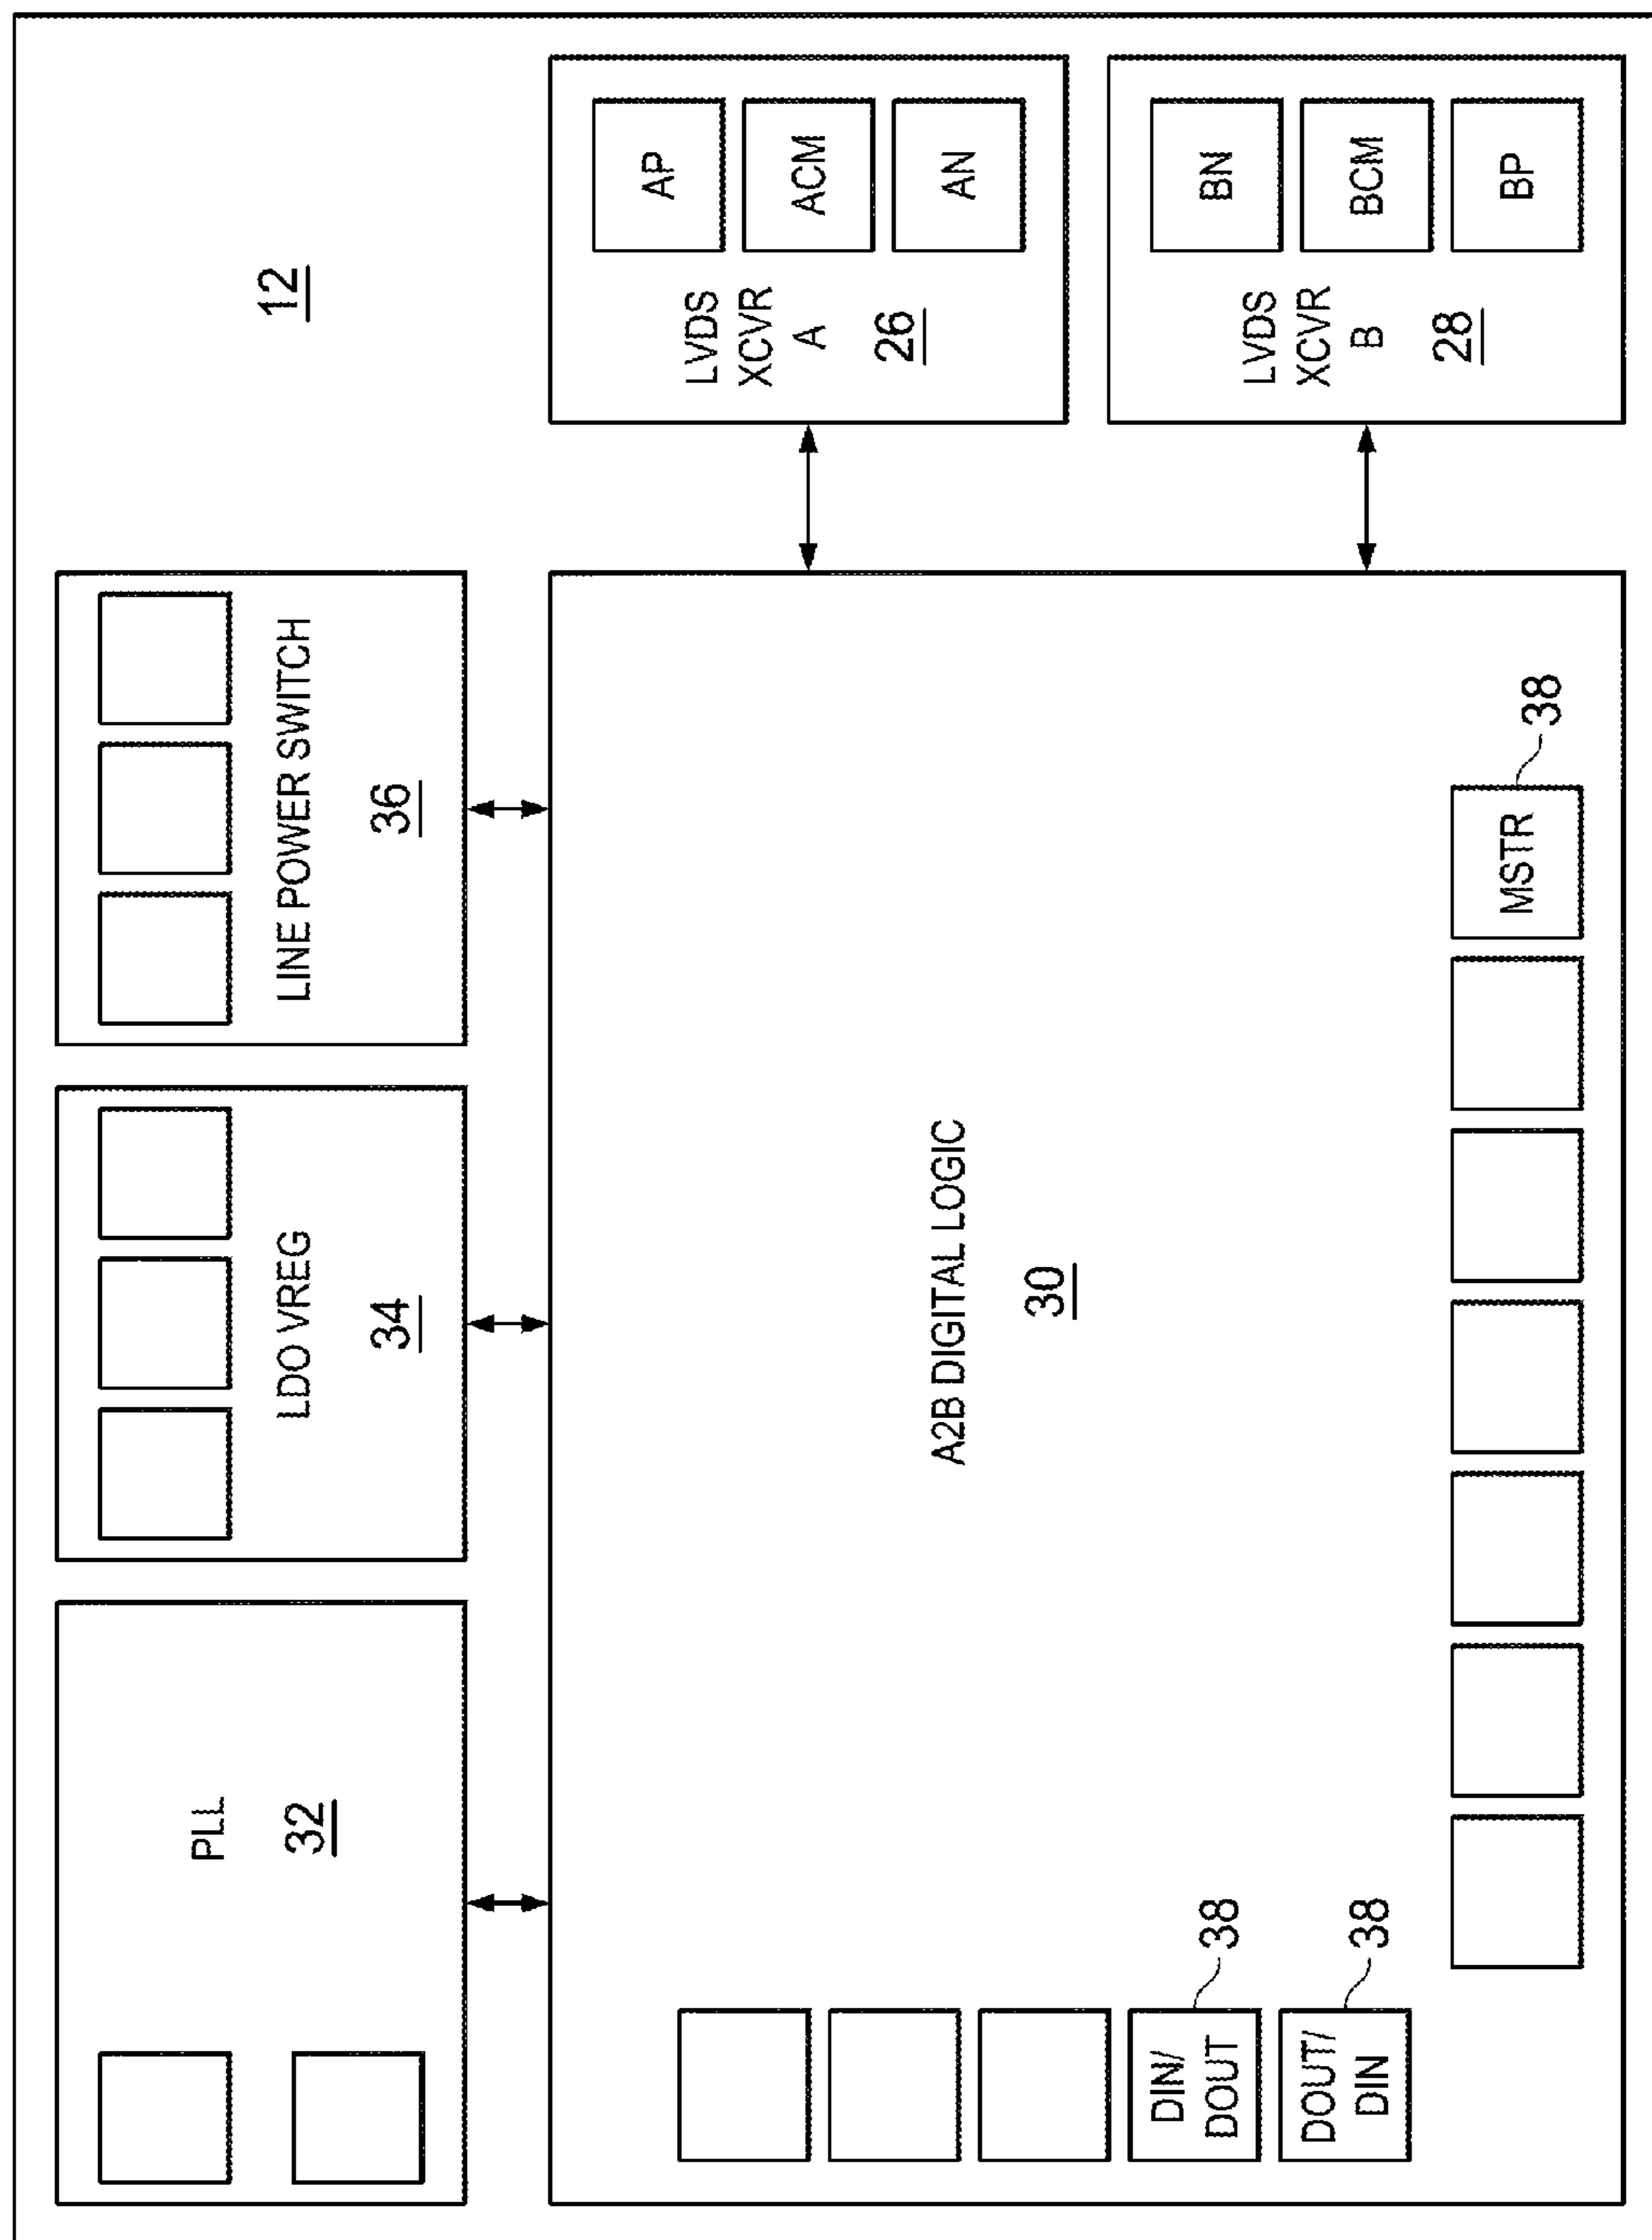 12
PLL
32
LDO VREG
34
LINE POWER SWITCH
36
LVDS
XCVR
A
26
AP
ACM
AN
A2B DIGITAL LOGIC
30
LVDS
XCVR
B
28
BN
BCM
BP
DIN/
DOUT
38
DOUT/
DIN
38
MSTR
38